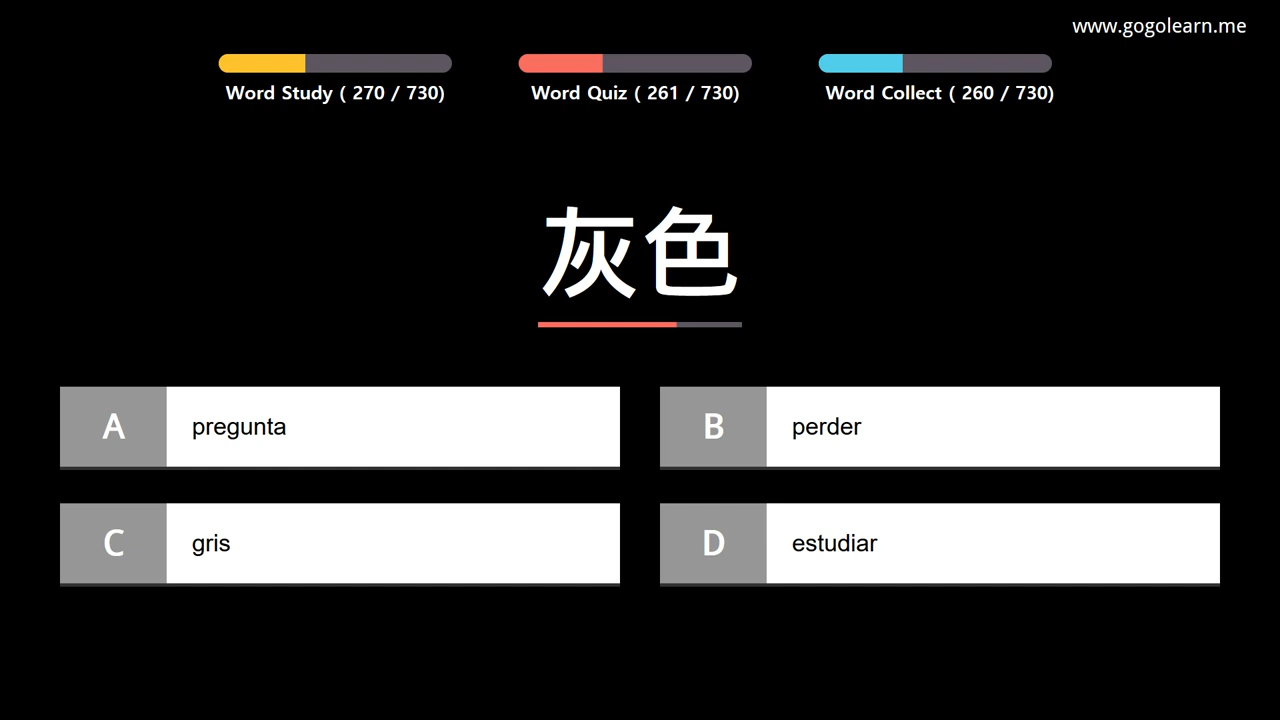 www.gogolearn.me
Word Study ( 270 / 730)
Word Quiz ( 261 / 730)
Word Collect ( 260 / 730)
灰色
A pregunta
B perder
C gris
D estudiar